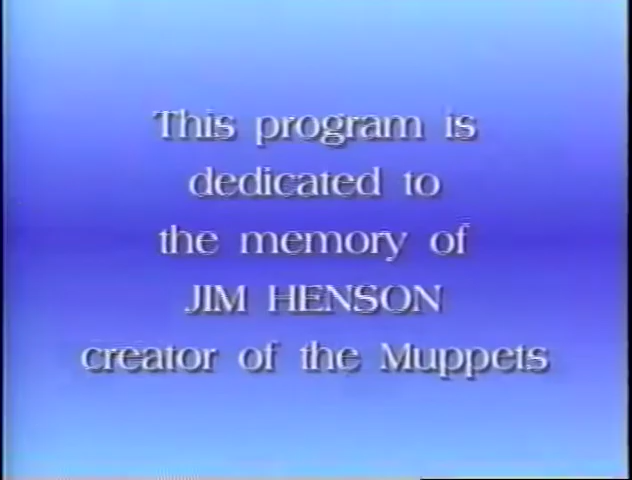 This program is
dedicated to
the memory of
JIM HENSON
creator of the Muppets